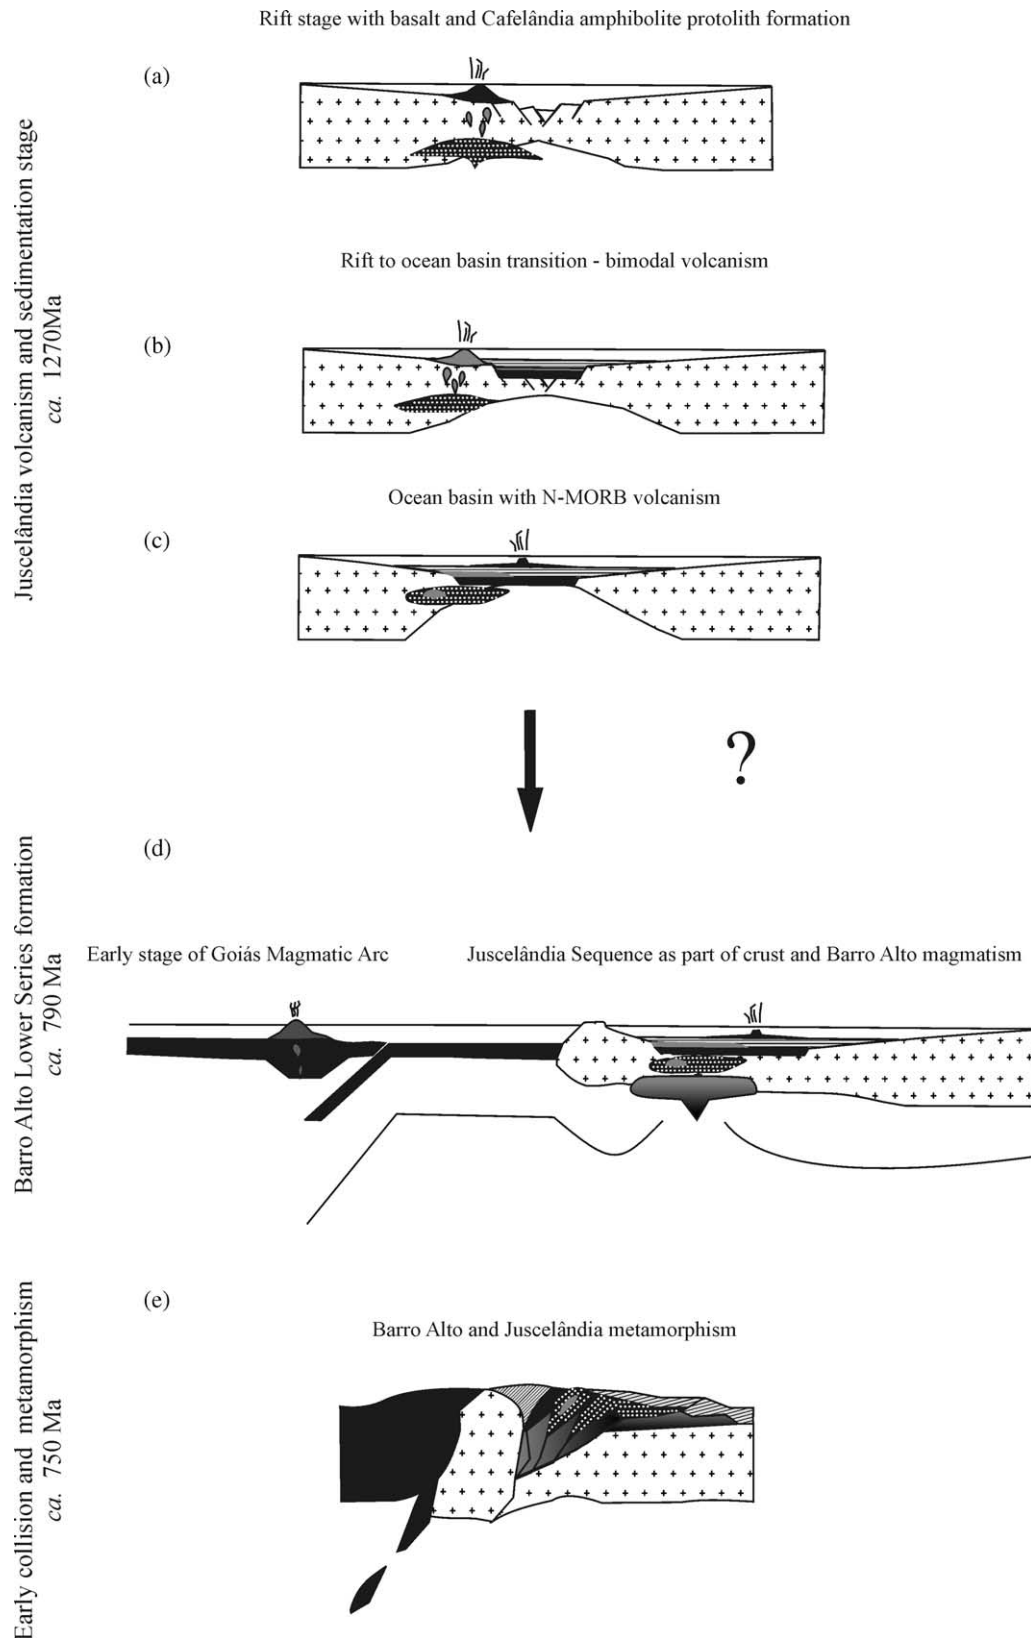 Rift stage with basalt and Cafelândia amphibolite protolith formation
(a)
Rift to ocean basin transition - bimodal volcanism
(b)
Ocean basin with N-MORB volcanism
(c)
Juscelândia volcanism and sedimentation stage
ca. 1270Ma
?
(d)
Early stage of Goiás Magmatic Arc
Juscelândia Sequence as part of crust and Barro Alto magmatism
Barro Alto Lower Series formation
ca. 790 Ma
(e)
Barro Alto and Juscelândia metamorphism
Early collision and metamorphism
ca. 750 Ma